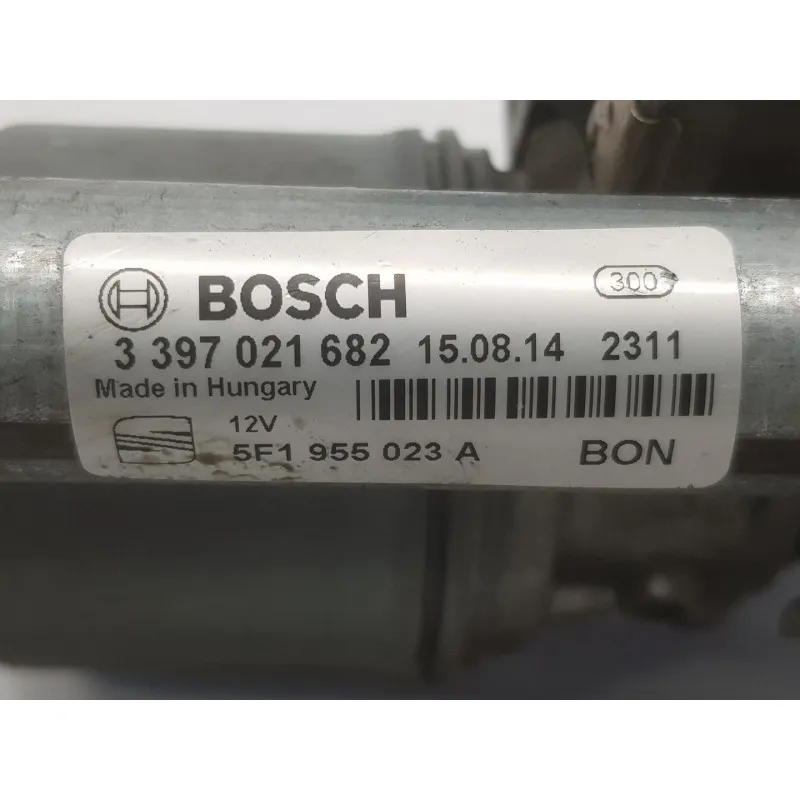 BOSCH 300
3 397 021 682 15.08.14 2311
Made in Hungary
12V
5F1 955 023 A BON